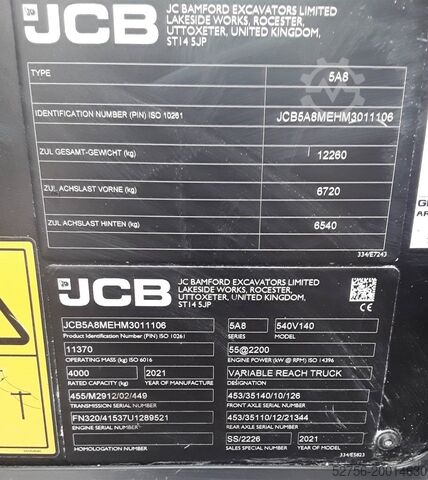 JCB
JC BAMFORD EXCAVATORS LIMITED
LAKESIDE WORKS, ROCESTER,
UTTOXETER, UNITED KINGDOM,
ST14 5JP
TYPE 5A8
IDENTIFICATION NUMBER (PIN) ISO 10261 JCB5A8MEHM3011106
ZUL GESAMT-GEWICHT (kg) 12260
ZUL ACHSLAST VORNE (kg) 6720
ZUL ACHSLAST HINTEN (kg) 6540
334/E7243
JCB
JC BAMFORD EXCAVATORS LIMITED
LAKESIDE WORKS, ROCESTER,
UTTOXETER, UNITED KINGDOM,
ST14 5JP
CE
JCB5A8MEHM3011106 5A8 540V140
Product Identification Number (PIN) ISO 10261 SERIES MODEL
11370 55@2200
OPERATING MASS (kg) ISO 6016 ENGINE POWER (kW @ RPM) ISO 14396
4000 2021 VARIABLE REACH TRUCK
RATED CAPACITY (kg) YEAR OF MANUFACTURE DESIGNATION
455/M2912/02/449 453/35140/10/126
TRANSMISSION SERIAL NUMBER FRONT AXLE SERIAL NUMBER
FN320/41537U1289521 453/35110/12/21344
ENGINE SERIAL NUMBER REAR AXLE SERIAL NUMBER
SS/2226 2021
SALES SPECIAL NUMBER MODEL YEAR
334/E5823
52756-20014630